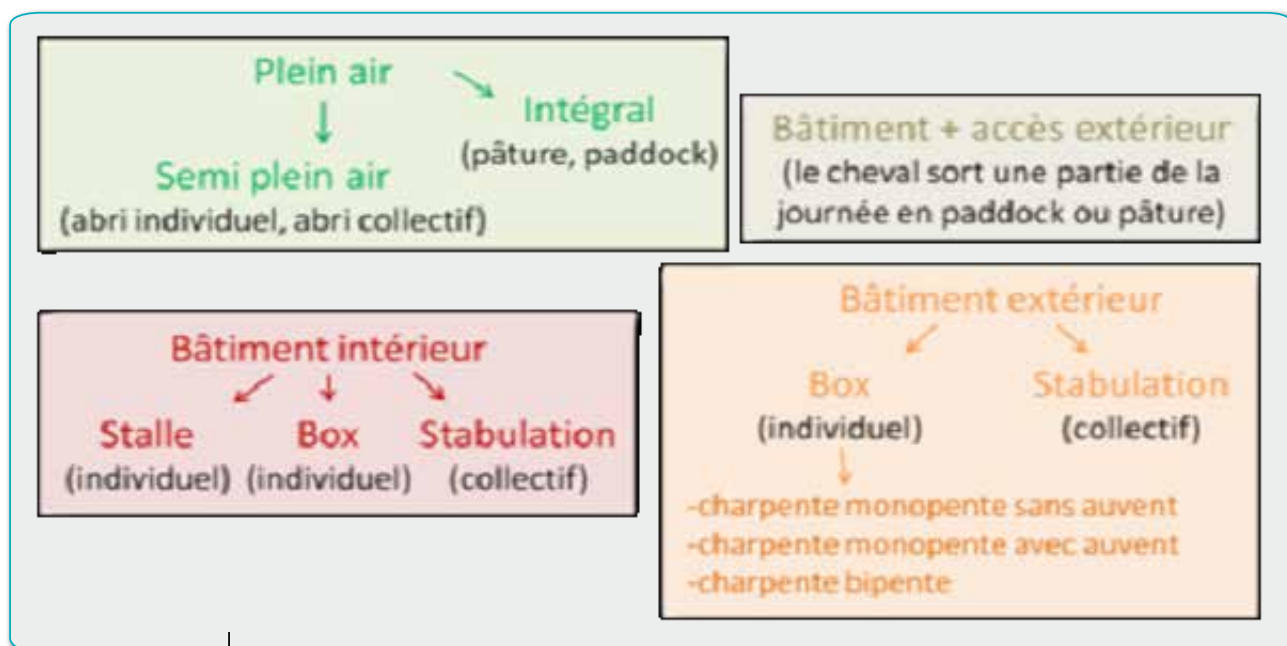 Plein air
Intégral
(pâture, paddock)
Semi plein air
(abri individuel, abri collectif)
Bâtiment + accès extérieur
(le cheval sort une partie de la
journée en paddock ou pâture)
Bâtiment intérieur
Stalle Box Stabulation
(individuel) (individuel) (collectif)
Bâtiment extérieur
Box Stabulation
(individuel) (collectif)
-charpente monopente sans auvent
-charpente monopente avec auvent
-charpente bipente